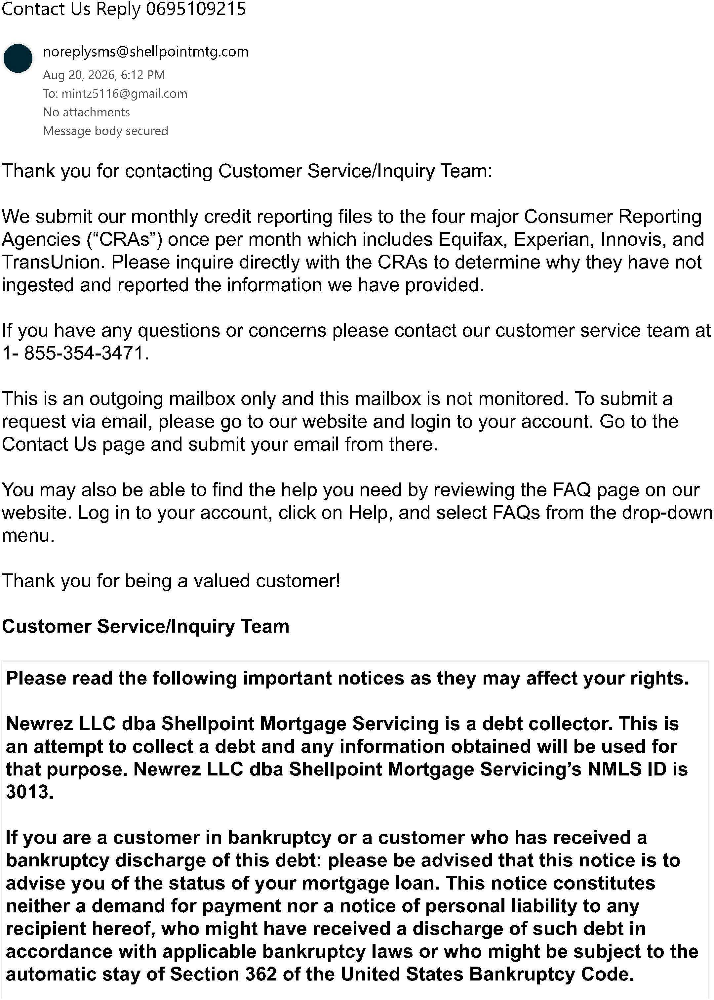 Contact Us Reply 0695109215
noreplysms@shellpointmtg.com
Aug 20, 2026, 6:12 PM
To: mintz5116@gmail.com
No attachments
Message body secured
Thank you for contacting Customer Service/Inquiry Team:
We submit our monthly credit reporting files to the four major Consumer Reporting
Agencies (“CRAs”) once per month which includes Equifax, Experian, Innovis, and
TransUnion. Please inquire directly with the CRAs to determine why they have not
ingested and reported the information we have provided.
If you have any questions or concerns please contact our customer service team at
1- 855-354-3471.
This is an outgoing mailbox only and this mailbox is not monitored. To submit a
request via email, please go to our website and login to your account. Go to the
Contact Us page and submit your email from there.
You may also be able to find the help you need by reviewing the FAQ page on our
website. Log in to your account, click on Help, and select FAQs from the drop-down
menu.
Thank you for being a valued customer!
Customer Service/Inquiry Team
Please read the following important notices as they may affect your rights.
Newrez LLC dba Shellpoint Mortgage Servicing is a debt collector. This is
an attempt to collect a debt and any information obtained will be used for
that purpose. Newrez LLC dba Shellpoint Mortgage Servicing’s NMLS ID is
3013.
If you are a customer in bankruptcy or a customer who has received a
bankruptcy discharge of this debt: please be advised that this notice is to
advise you of the status of your mortgage loan. This notice constitutes
neither a demand for payment nor a notice of personal liability to any
recipient hereof, who might have received a discharge of such debt in
accordance with applicable bankruptcy laws or who might be subject to the
automatic stay of Section 362 of the United States Bankruptcy Code.